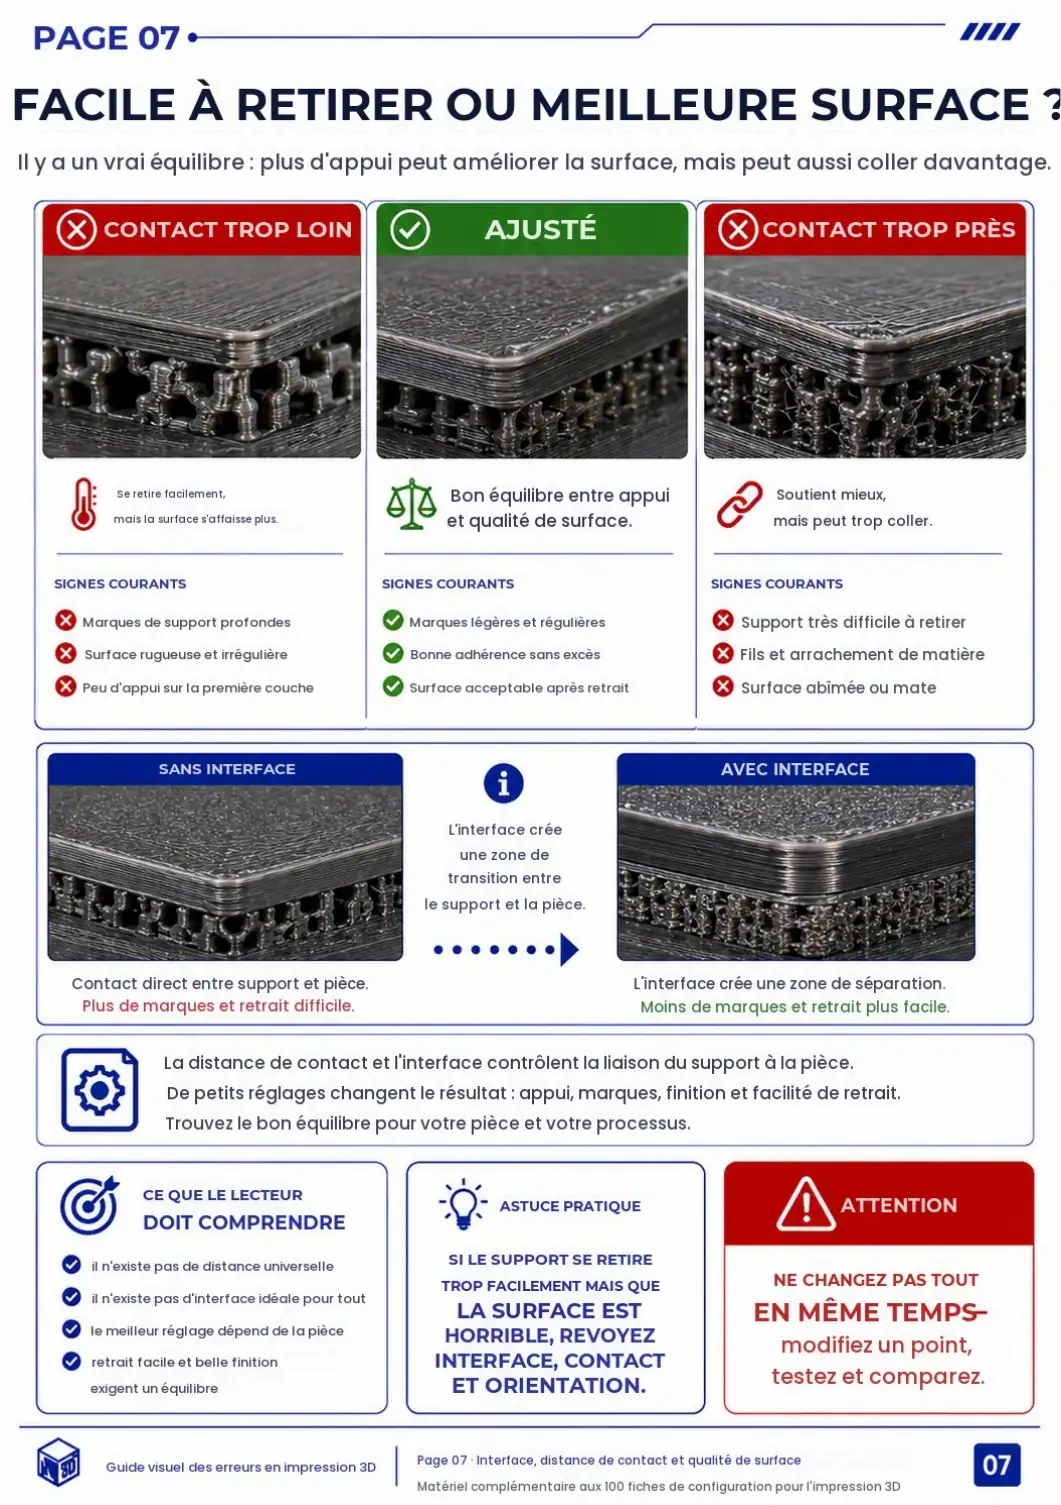 PAGE 07
FACILE À RETIRER OU MEILLEURE SURFACE ?
Il y a un vrai équilibre : plus d'appui peut améliorer la surface, mais peut aussi coller davantage.
CONTACT TROP LOIN
Se retire facilement,
mais la surface s'affaisse plus.
SIGNES COURANTS
Marques de support profondes
Surface rugueuse et irrégulière
Peu d'appui sur la première couche
AJUSTÉ
Bon équilibre entre appui
et qualité de surface.
SIGNES COURANTS
Marques légères et régulières
Bonne adhérence sans excès
Surface acceptable après retrait
CONTACT TROP PRÈS
Soutient mieux,
mais peut trop coller.
SIGNES COURANTS
Support très difficile à retirer
Fils et arrachement de matière
Surface abîmée ou mate
SANS INTERFACE
Contact direct entre support et pièce.
Plus de marques et retrait difficile.
L'interface crée
une zone de
transition entre
le support et la pièce.
AVEC INTERFACE
L'interface crée une zone de séparation.
Moins de marques et retrait plus facile.
La distance de contact et l'interface contrôlent la liaison du support à la pièce.
De petits réglages changent le résultat : appui, marques, finition et facilité de retrait.
Trouvez le bon équilibre pour votre pièce et votre processus.
CE QUE LE LECTEUR
DOIT COMPRENDRE
il n'existe pas de distance universelle
il n'existe pas d'interface idéale pour tout
le meilleur réglage dépend de la pièce
retrait facile et belle finition
exigent un équilibre
ASTUCE PRATIQUE
SI LE SUPPORT SE RETIRE
TROP FACILEMENT MAIS QUE
LA SURFACE EST
HORRIBLE, REVOYEZ
INTERFACE, CONTACT
ET ORIENTATION.
ATTENTION
NE CHANGEZ PAS TOUT
EN MÊME TEMPS–
modifiez un point,
testez et comparez.
Guide visuel des erreurs en impression 3D
Page 07 · Interface, distance de contact et qualité de surface
Matériel complémentaire aux 100 fiches de configuration pour l'impression 3D
07